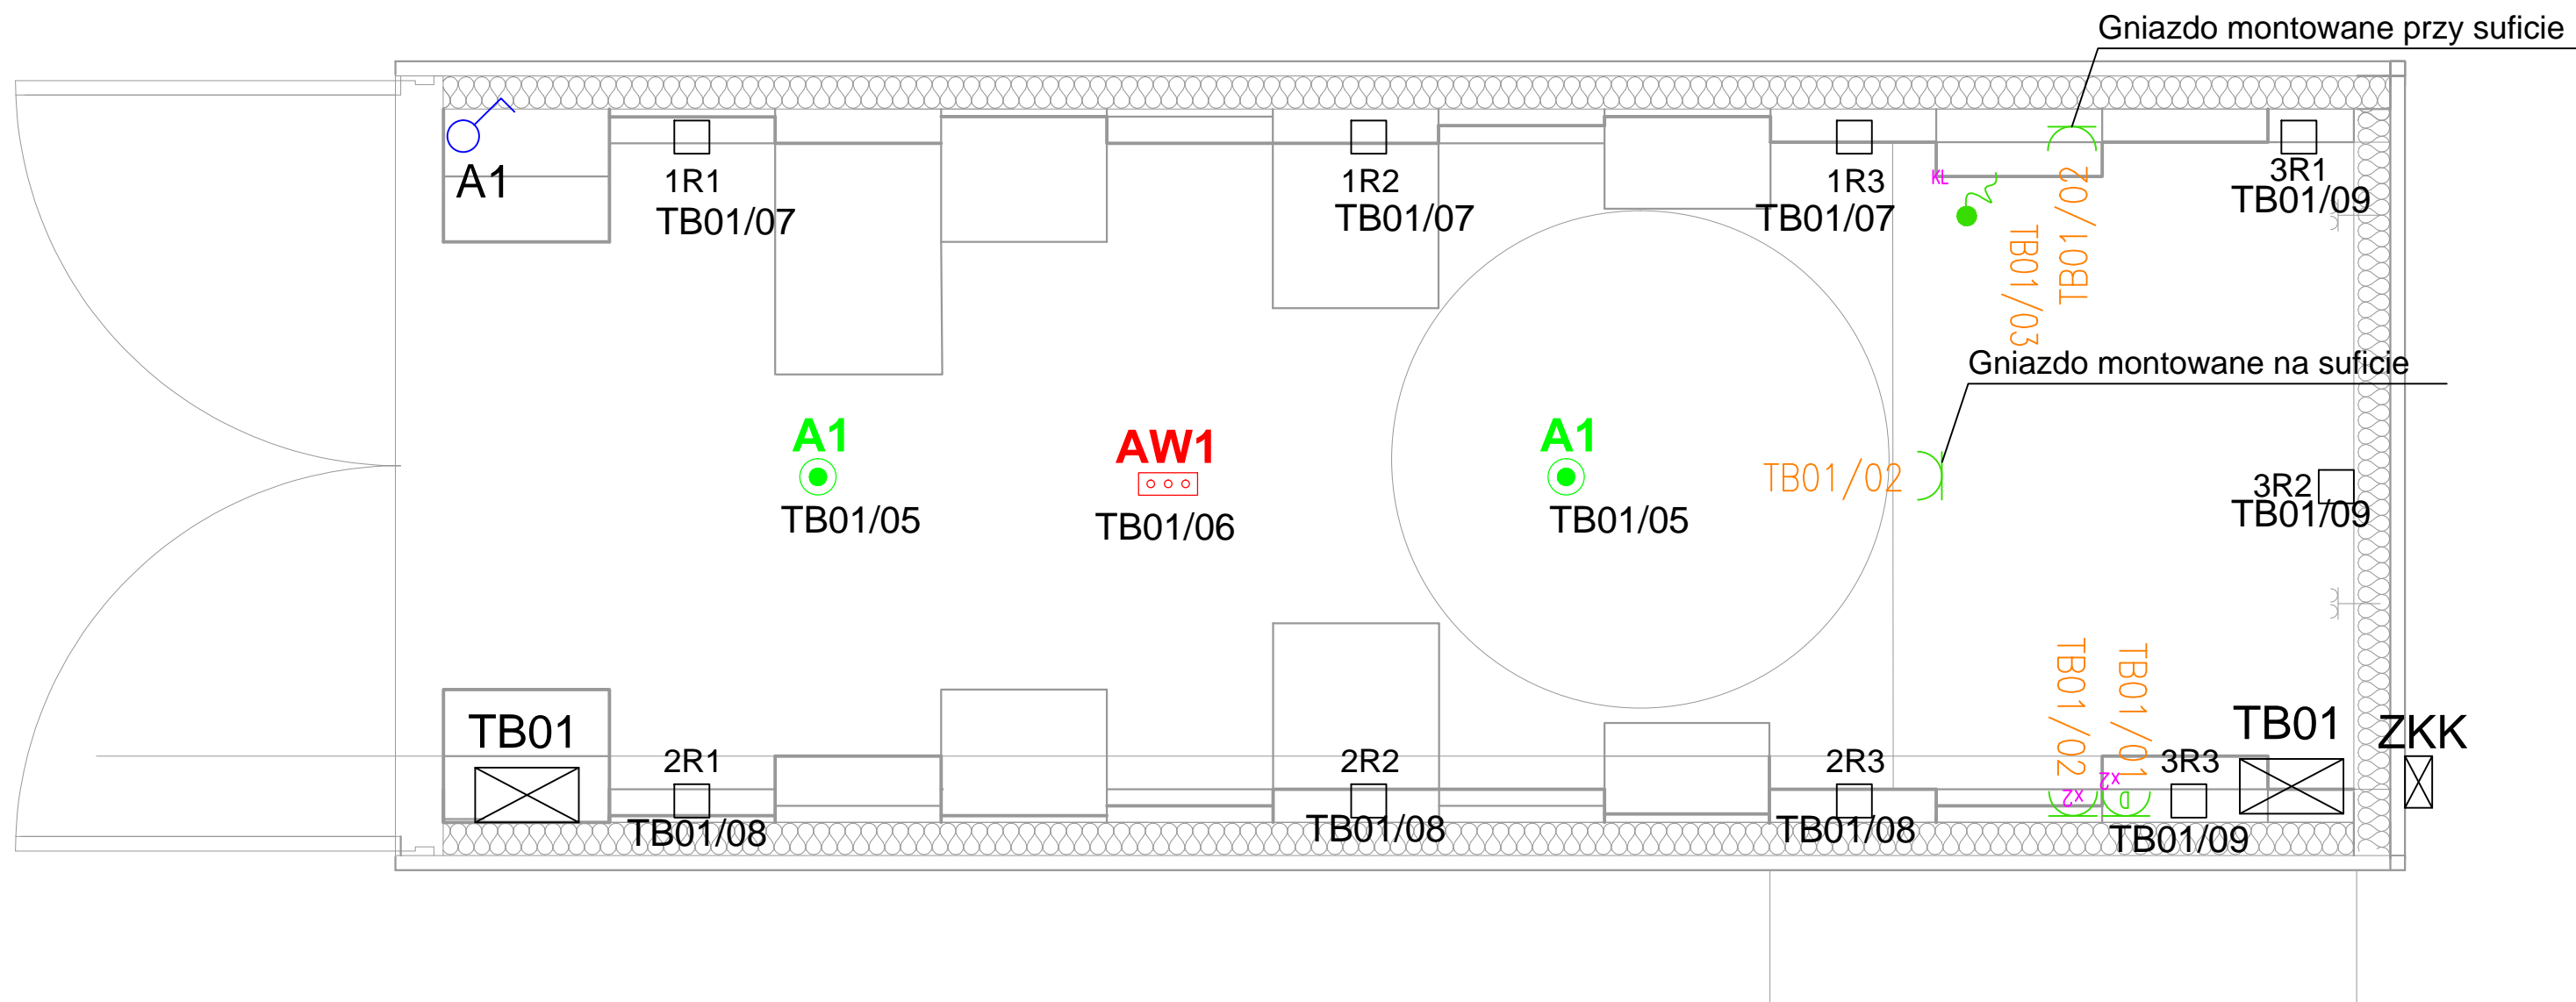 Gniazdo montowane przy suficie
A1
1R1
TB01/07
1R2
TB01/07
1R3
TB01/07
KL
TB01/03
TB01/02
3R1
TB01/09
Gniazdo montowane na suficie
A1
TB01/05
AW1
TB01/06
A1
TB01/05
TB01/02
3R2
TB01/09
TB01
2R1
TB01/08
2R2
TB01/08
2R3
TB01/08
TB01/02
x2
TB01/01
x2
D
3R3
TB01/09
TB01
ZKK